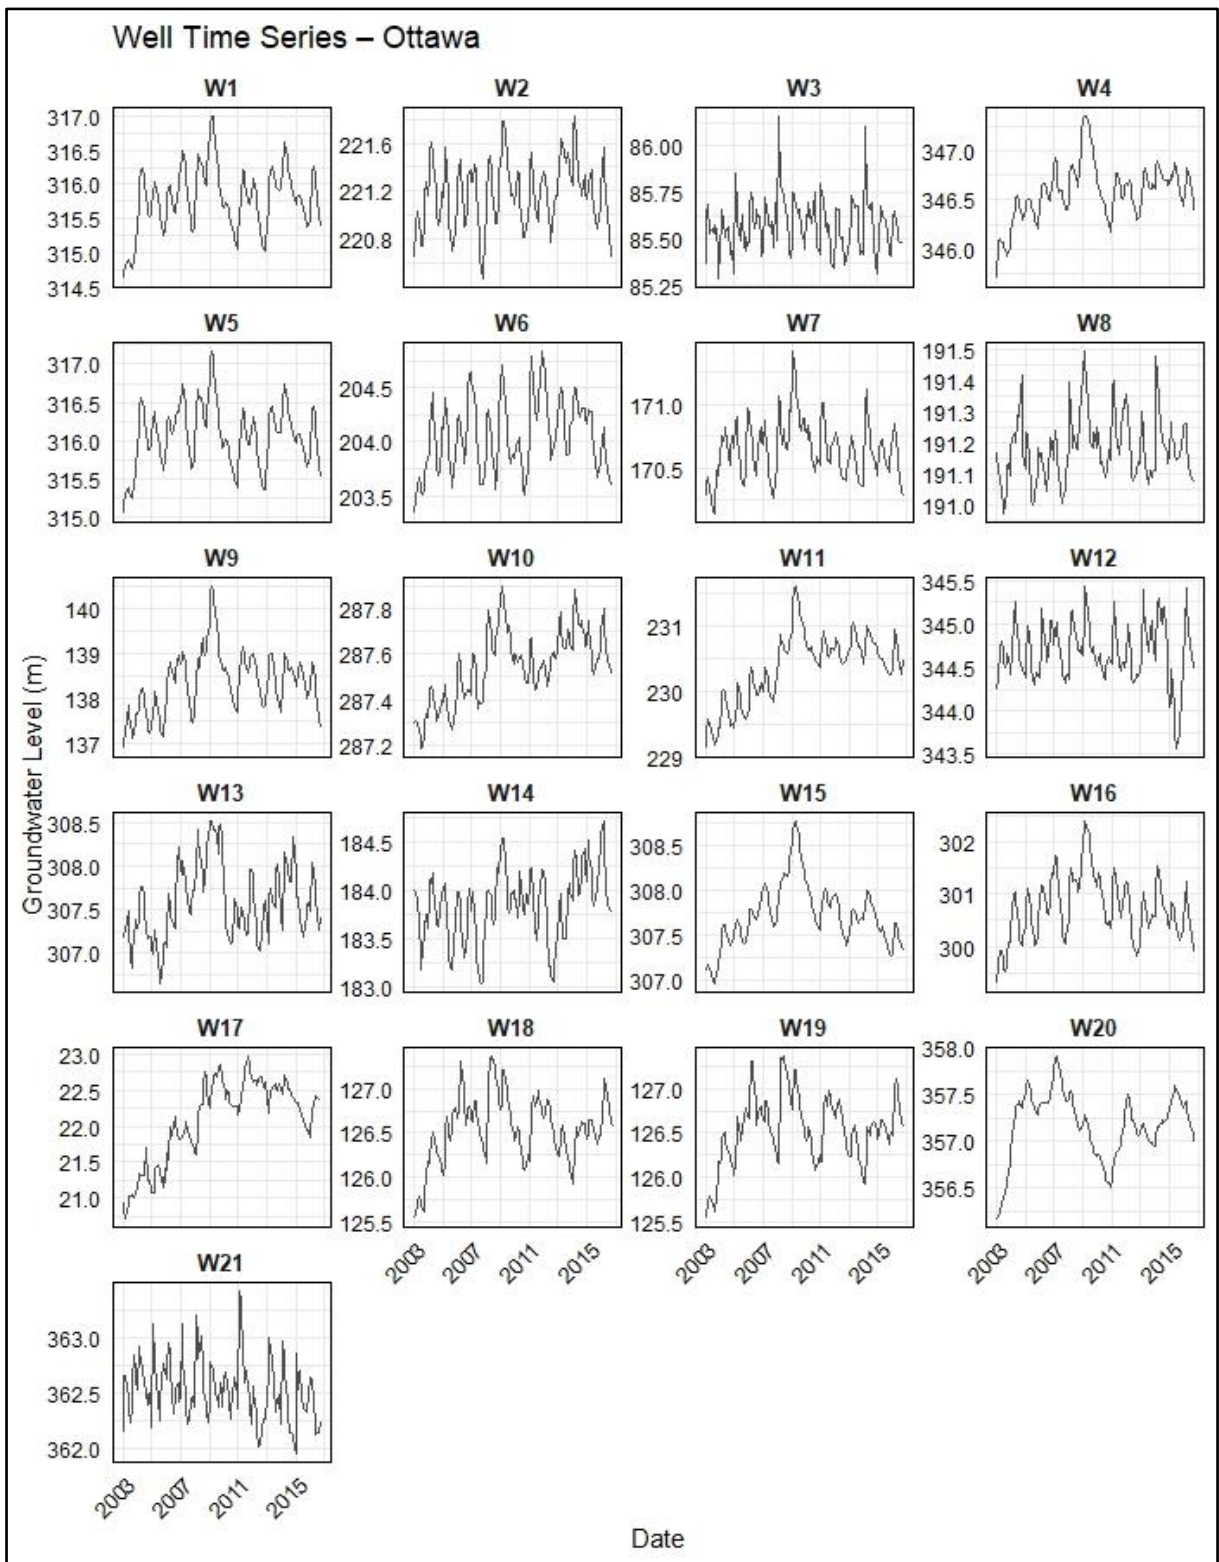 Well Time Series – Ottawa
W1 W2 W3 W4
317.0 316.5 316.0 315.5 315.0 314.5
221.6 221.2 220.8
86.00 85.75 85.50 85.25
347.0 346.5 346.0
W5 W6 W7 W8
317.0 316.5 316.0 315.5 315.0
204.5 204.0 203.5
171.0 170.5
191.5 191.4 191.3 191.2 191.1 191.0
W9 W10 W11 W12
140 139 138 137
287.8 287.6 287.4 287.2
231 230 229
345.5 345.0 344.5 344.0 343.5
Groundwater Level (m)
W13 W14 W15 W16
308.5 308.0 307.5 307.0
184.5 184.0 183.5 183.0
308.5 308.0 307.5 307.0
302 301 300
W17 W18 W19 W20
23.0 22.5 22.0 21.5 21.0
127.0 126.5 126.0 125.5
127.0 126.5 126.0 125.5
358.0 357.5 357.0 356.5
2003 2007 2011 2015
2003 2007 2011 2015
2003 2007 2011 2015
W21
363.0 362.5 362.0
2003 2007 2011 2015
Date